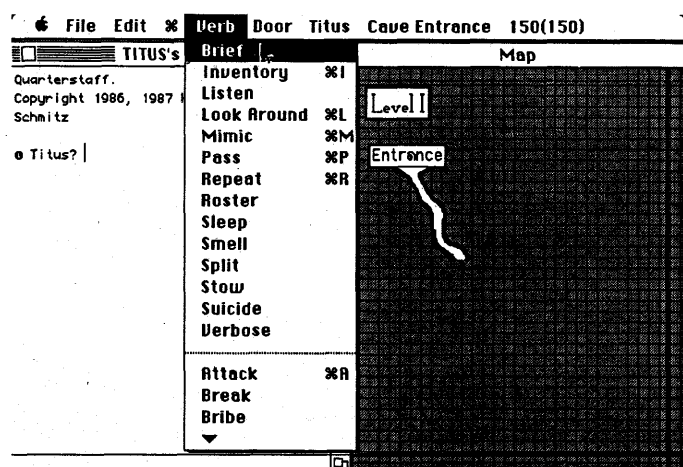 File Edit ⌘ Verb Door Titus Cave Entrance 150(150)
TITUS's
Quarterstaff.
Copyright 1986, 1987
Schmitz
Titus?
Brief
Inventory ⌘I
Listen
Look Around ⌘L
Mimic ⌘M
Pass ⌘P
Repeat ⌘R
Roster
Sleep
Smell
Split
Stow
Suicide
Verbose
Attack ⌘A
Break
Bribe
Map
Level I
Entrance